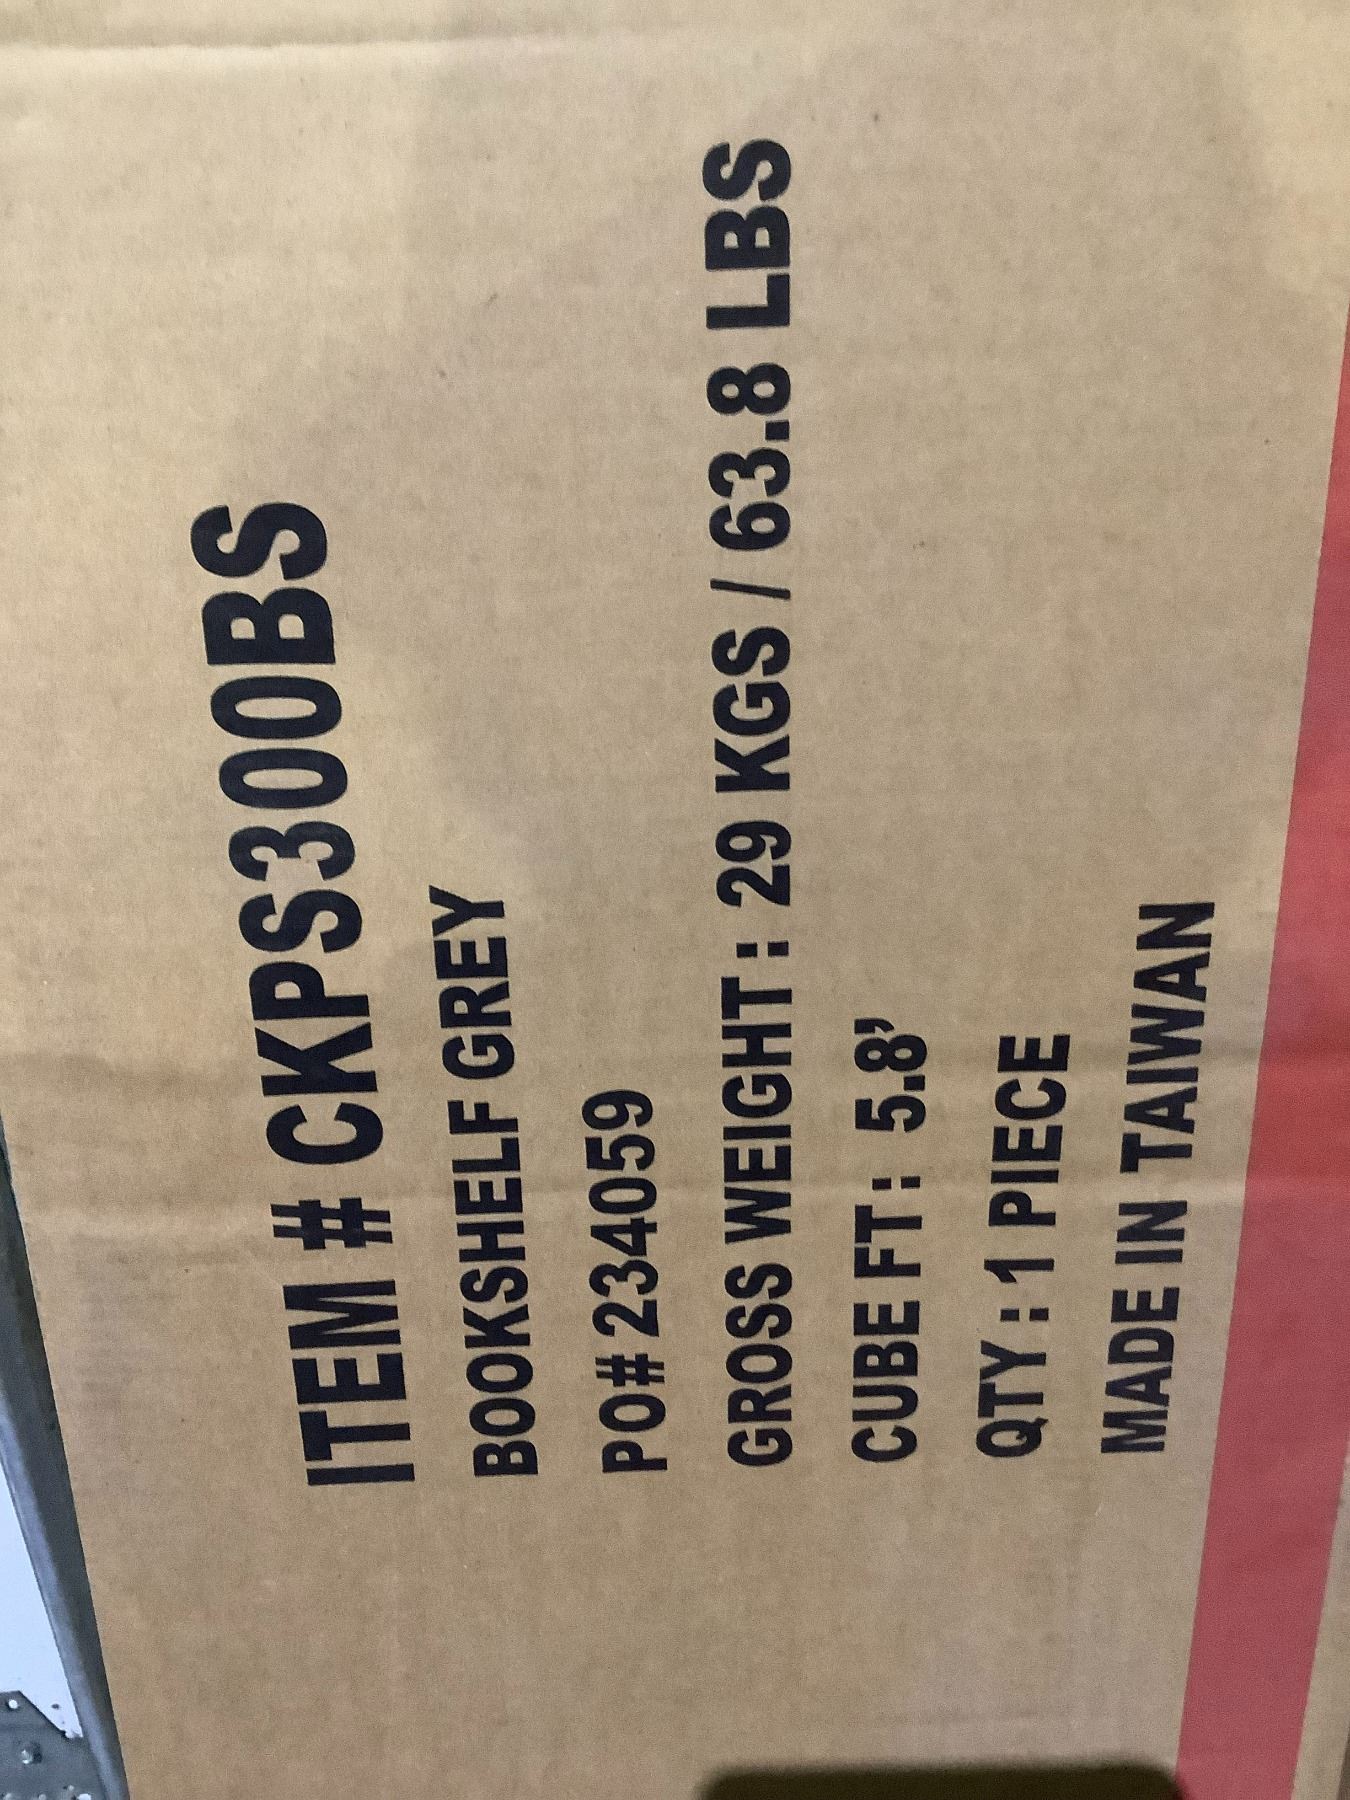 ITEM # CKPS300BS
BOOKSHELF GREY
PO# 234059
GROSS WEIGHT : 29 KGS / 63.8 LBS
CUBE FT : 5.8'
QTY : 1 PIECE
MADE IN TAIWAN